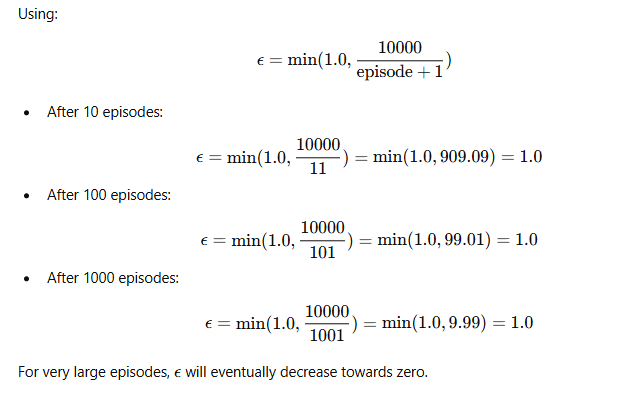 Using:
ϵ = min(1.0, 10000/(episode + 1))
• After 10 episodes:
ϵ = min(1.0, 10000/11) = min(1.0, 909.09) = 1.0
• After 100 episodes:
ϵ = min(1.0, 10000/101) = min(1.0, 99.01) = 1.0
• After 1000 episodes:
ϵ = min(1.0, 10000/1001) = min(1.0, 9.99) = 1.0
For very large episodes, ϵ will eventually decrease towards zero.